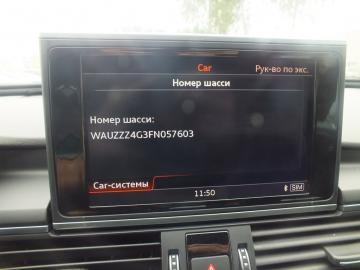 Car
Рук-во по экс.
Номер шасси
Номер шасси:
WAUZZZ4G3FN057603
Car-системы
11:50
SIM